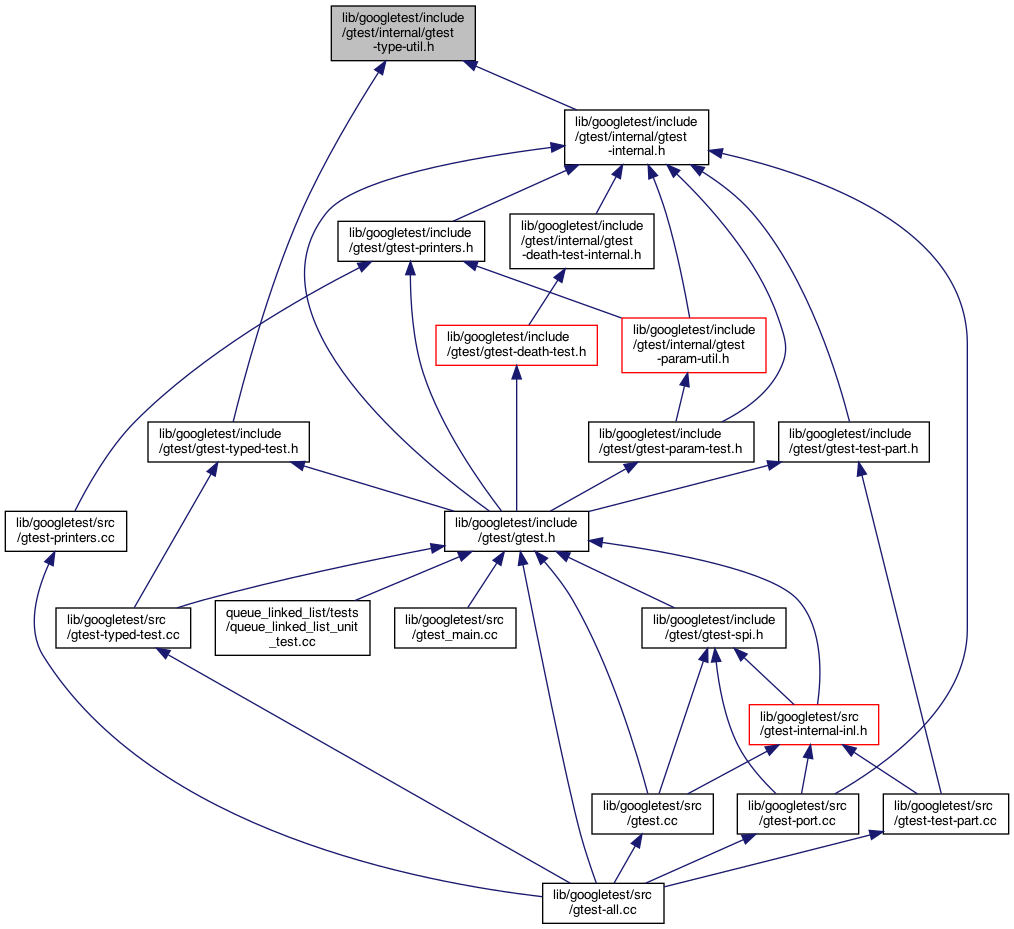 lib/googletest/include
/gtest/internal/gtest
-type-util.h
lib/googletest/include
/gtest/internal/gtest
-internal.h
lib/googletest/include
/gtest/gtest-printers.h
lib/googletest/include
/gtest/internal/gtest
-death-test-internal.h
lib/googletest/include
/gtest/gtest-death-test.h
lib/googletest/include
/gtest/internal/gtest
-param-util.h
lib/googletest/include
/gtest/gtest-typed-test.h
lib/googletest/include
/gtest/gtest-param-test.h
lib/googletest/include
/gtest/gtest-test-part.h
lib/googletest/src
/gtest-printers.cc
lib/googletest/include
/gtest/gtest.h
lib/googletest/src
/gtest-typed-test.cc
queue_linked_list/tests
/queue_linked_list_unit
_test.cc
lib/googletest/src
/gtest_main.cc
lib/googletest/include
/gtest/gtest-spi.h
lib/googletest/src
/gtest-internal-inl.h
lib/googletest/src
/gtest.cc
lib/googletest/src
/gtest-port.cc
lib/googletest/src
/gtest-test-part.cc
lib/googletest/src
/gtest-all.cc